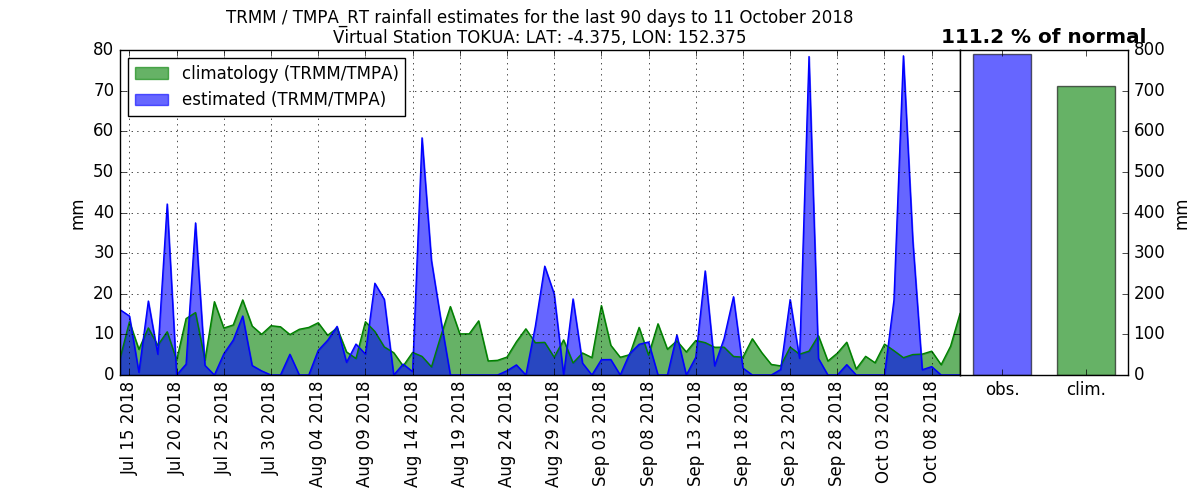 TRMM / TMPA_RT rainfall estimates for the last 90 days to 11 October 2018
Virtual Station TOKUA: LAT: -4.375, LON: 152.375
111.2 % of normal
climatology (TRMM/TMPA)
estimated (TRMM/TMPA)
80
70
60
50
40
30
20
10
0
mm
Jul 15 2018
Jul 20 2018
Jul 25 2018
Jul 30 2018
Aug 04 2018
Aug 09 2018
Aug 14 2018
Aug 19 2018
Aug 24 2018
Aug 29 2018
Sep 03 2018
Sep 08 2018
Sep 13 2018
Sep 18 2018
Sep 23 2018
Sep 28 2018
Oct 03 2018
Oct 08 2018
obs.
clim.
800
700
600
500
400
300
200
100
0
mm